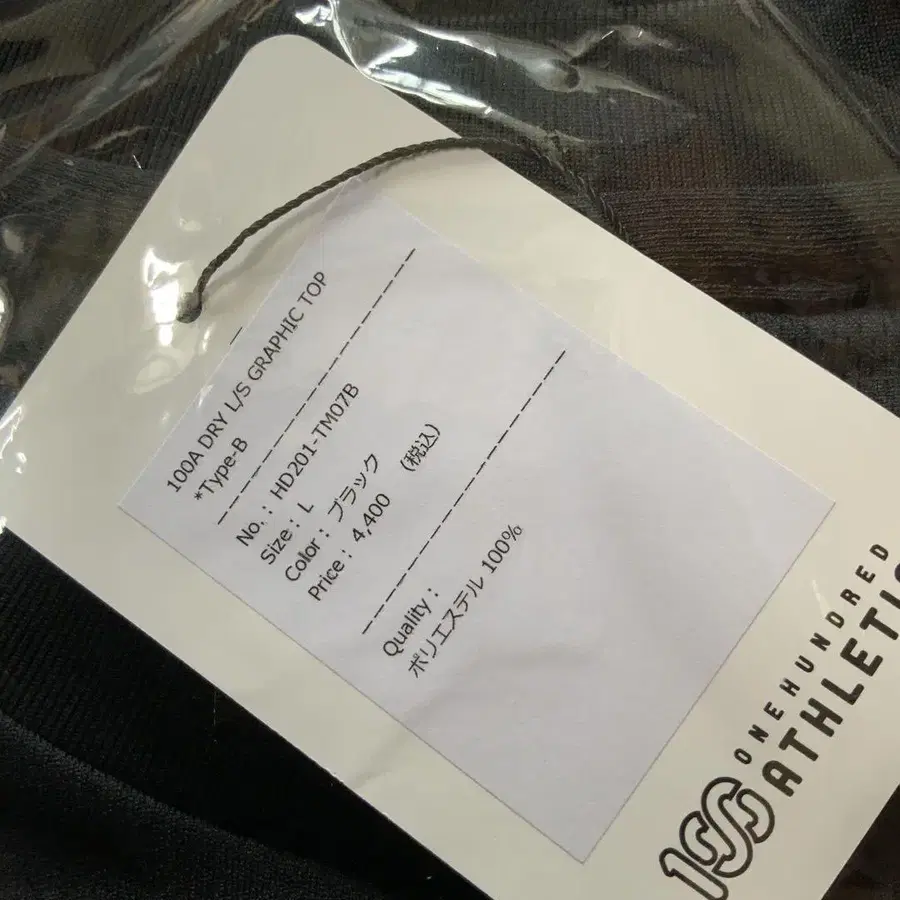 100A DRY L/S GRAPHIC TOP
*Type-B
No.: HD201-TM07B
Size: L
Color: ブラック
Price: 4,400 (税込)
Quality:
ポリエステル 100%
ONEHUNDRED
ATHLETIC
100